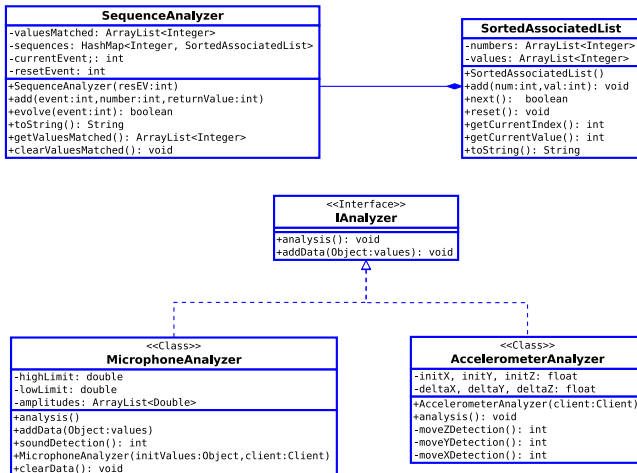 SequenceAnalyzer
-valuesMatched: ArrayList<Integer>
-sequences: HashMap<Integer, SortedAssociatedList>
-currentEvent;: int
-resetEvent: int
+SequenceAnalyzer(resEV:int)
+add(event:int,number:int,returnValue:int)
+evolve(event:int): boolean
+toString(): String
+getValuesMatched(): ArrayList<Integer>
+clearValuesMatched(): void
SortedAssociatedList
-numbers: ArrayList<Integer>
-values: ArrayList<Integer>
+SortedAssociatedList()
+add(num:int,val:int): void
+next(): boolean
+reset(): void
+getCurrentIndex(): int
+getCurrentValue(): int
+toString(): String
<<Interface>>
IAnalyzer
+analysis(): void
+addData(Object:values): void
<<Class>>
MicrophoneAnalyzer
-highLimit: double
-lowLimit: double
-amplitudes: ArrayList<Double>
+analysis()
+addData(Object:values)
+soundDetection(): int
+MicrophoneAnalyzer(initValues:Object,client:Client)
+clearData(): void
<<Class>>
AccelerometerAnalyzer
-initX, initY, initZ: float
-deltaX, deltaY, deltaZ: float
+AccelerometerAnalyzer(client:Client)
+analysis(): void
-moveZDetection(): int
-moveYDetection(): int
-moveXDetection(): int